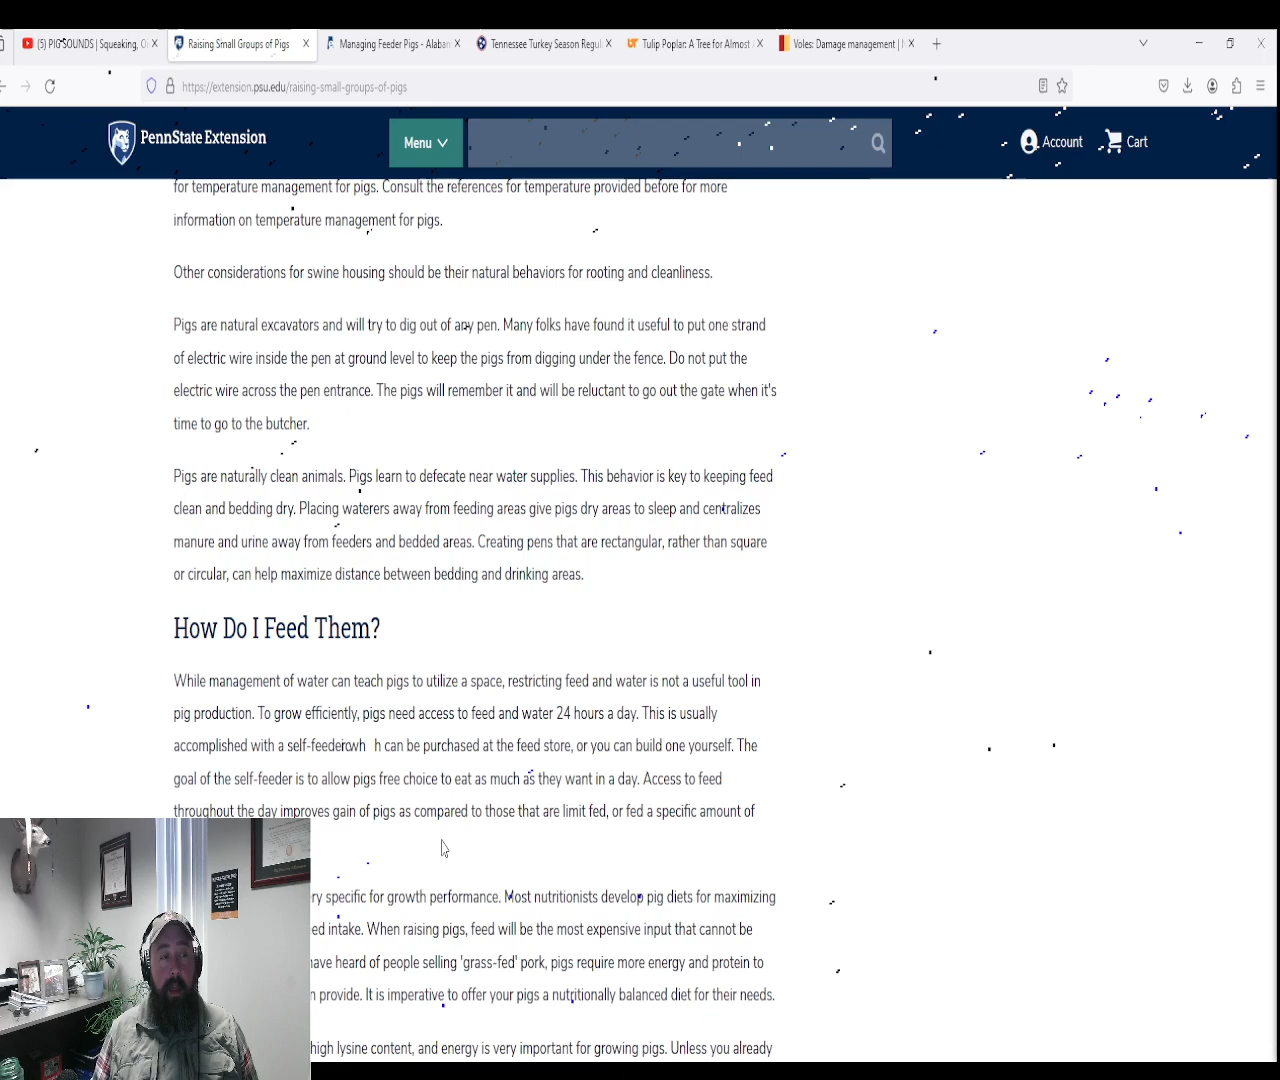 (5) PIG SOUNDS | Squeaking, O
Raising Small Groups of Pigs
Managing Feeder Pigs - Alabam
Tennessee Turkey Season Regul
Tulip Poplar: A Tree for Almost
Voles: Damage management |
https://extension.psu.edu/raising-small-groups-of-pigs
PennState Extension
Menu
Account
Cart
for temperature management for pigs. Consult the references for temperature provided before for more
information on temperature management for pigs.
Other considerations for swine housing should be their natural behaviors for rooting and cleanliness.
Pigs are natural excavators and will try to dig out of any pen. Many folks have found it useful to put one strand
of electric wire inside the pen at ground level to keep the pigs from digging under the fence. Do not put the
electric wire across the pen entrance. The pigs will remember it and will be reluctant to go out the gate when it's
time to go to the butcher.
Pigs are naturally clean animals. Pigs learn to defecate near water supplies. This behavior is key to keeping feed
clean and bedding dry. Placing waterers away from feeding areas give pigs dry areas to sleep and centralizes
manure and urine away from feeders and bedded areas. Creating pens that are rectangular, rather than square
or circular, can help maximize distance between bedding and drinking areas.
How Do I Feed Them?
While management of water can teach pigs to utilize a space, restricting feed and water is not a useful tool in
pig production. To grow efficiently, pigs need access to feed and water 24 hours a day. This is usually
accomplished with a self-feeder h can be purchased at the feed store, or you can build one yourself. The
goal of the self-feeder is to allow pigs free choice to eat as much as they want in a day. Access to feed
throughout the day improves gain of pigs as compared to those that are limit fed, or fed a specific amount of
ry specific for growth performance. Most nutritionists develop pig diets for maximizing
ed intake. When raising pigs, feed will be the most expensive input that cannot be
ave heard of people selling 'grass-fed' pork, pigs require more energy and protein to
n provide. It is imperative to offer your pigs a nutritionally balanced diet for their needs.
high lysine content, and energy is very important for growing pigs. Unless you already